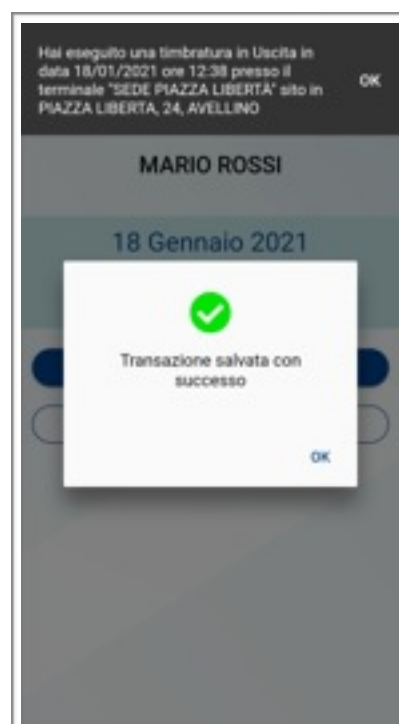 Hai eseguito una timbratura in Uscita in
data 18/01/2021 ore 12:38 presso il
terminale "SEDE PIAZZA LIBERTÀ" sito in
PIAZZA LIBERTA, 24, AVELLINO
OK
MARIO ROSSI
18 Gennaio 2021
Transazione salvata con
successo
OK